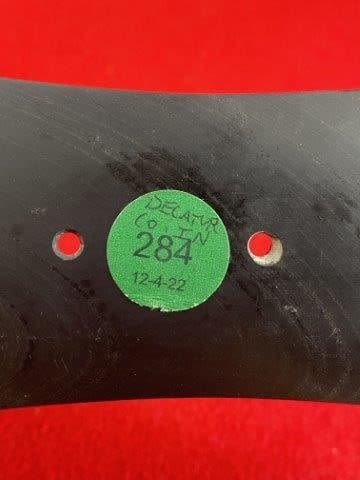 DECATUR
CO IN
284
12-4-22